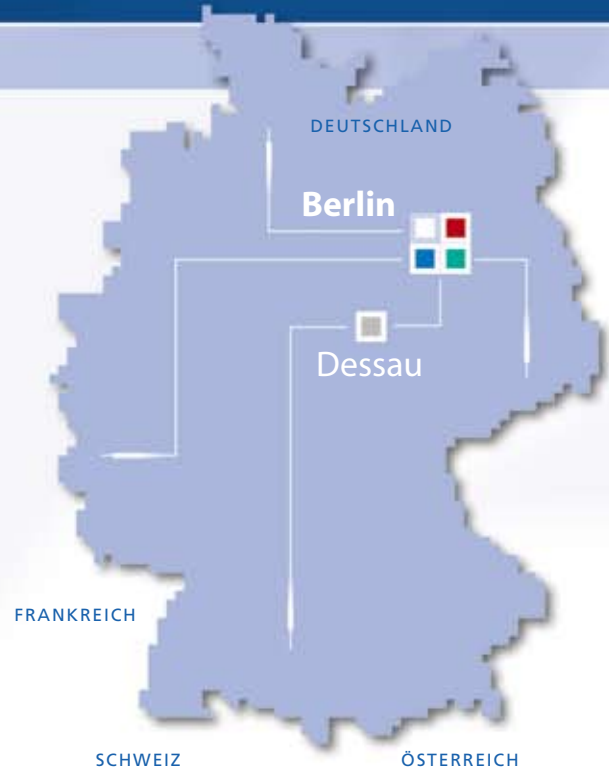 DEUTSCHLAND
Berlin
Dessau
FRANKREICH
SCHWEIZ
ÖSTERREICH